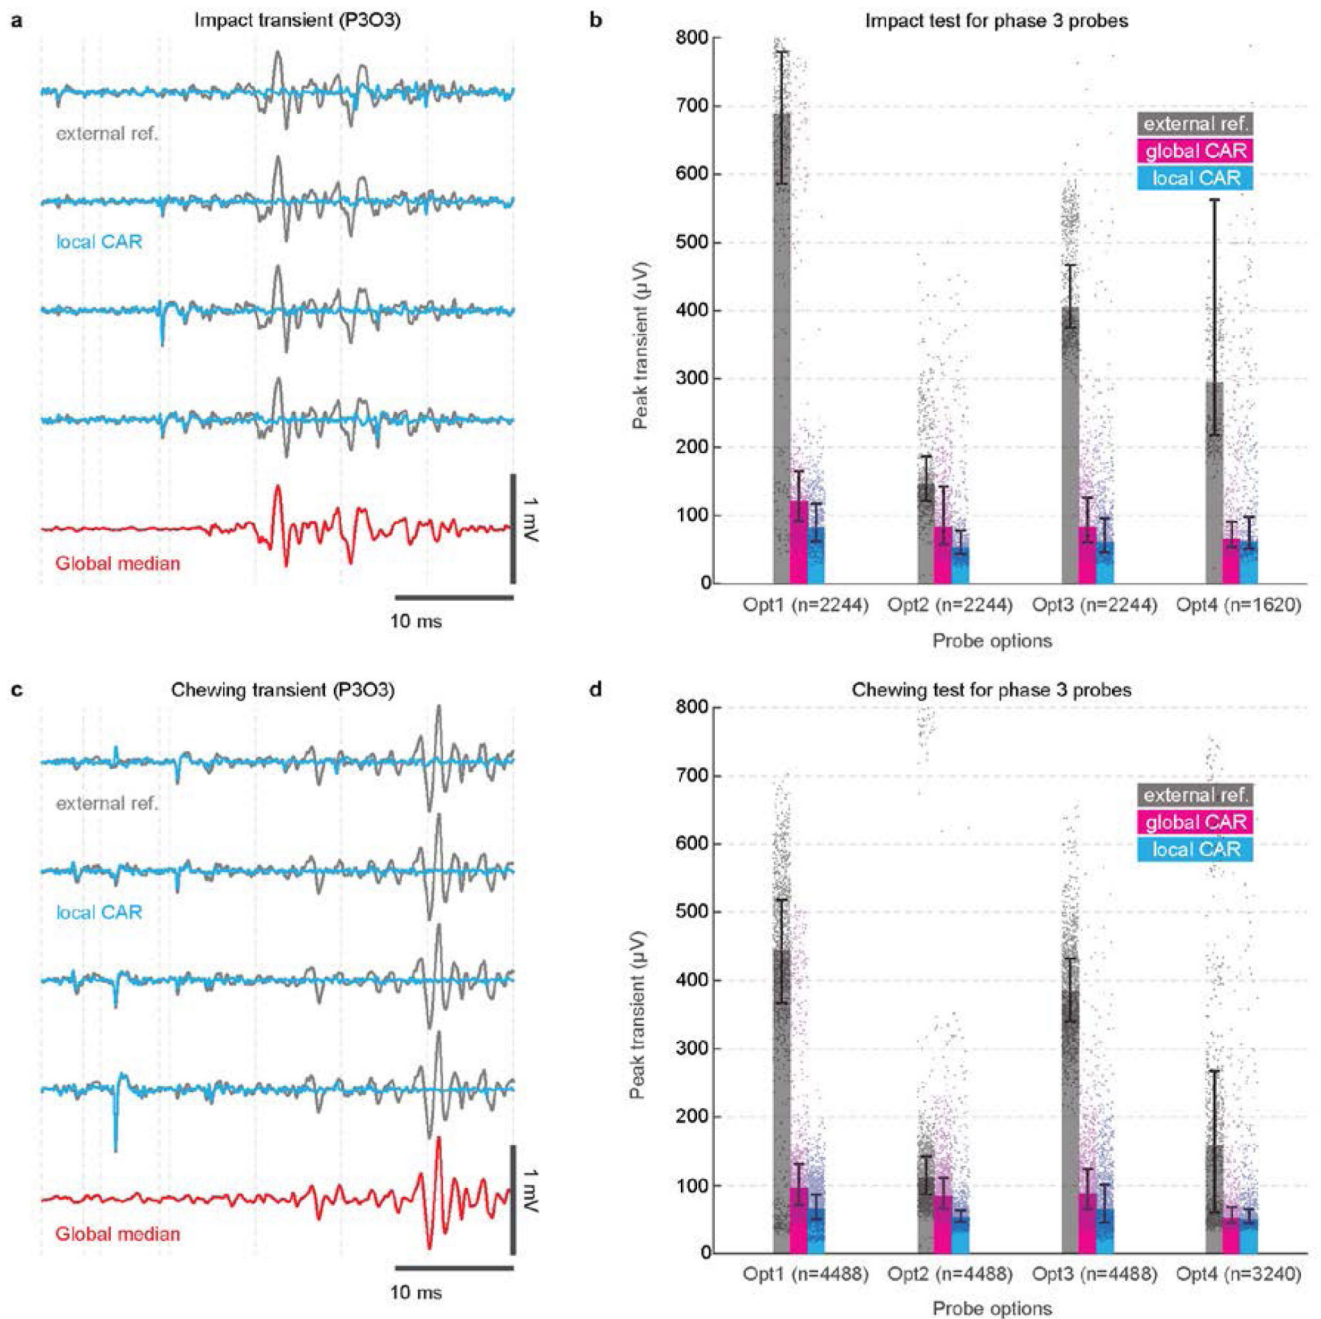 a
Impact transient (P3O3)
external ref.
local CAR
Global median
1 mV
10 ms
b
Impact test for phase 3 probes
800
700
600
500
400
300
200
100
0
Peak transient (µV)
external ref.
global CAR
local CAR
Opt1 (n=2244)
Opt2 (n=2244)
Opt3 (n=2244)
Opt4 (n=1620)
Probe options
c
Chewing transient (P3O3)
external ref.
local CAR
Global median
1 mV
10 ms
d
Chewing test for phase 3 probes
800
700
600
500
400
300
200
100
0
Peak transient (µV)
external ref.
global CAR
local CAR
Opt1 (n=4488)
Opt2 (n=4488)
Opt3 (n=4488)
Opt4 (n=3240)
Probe options